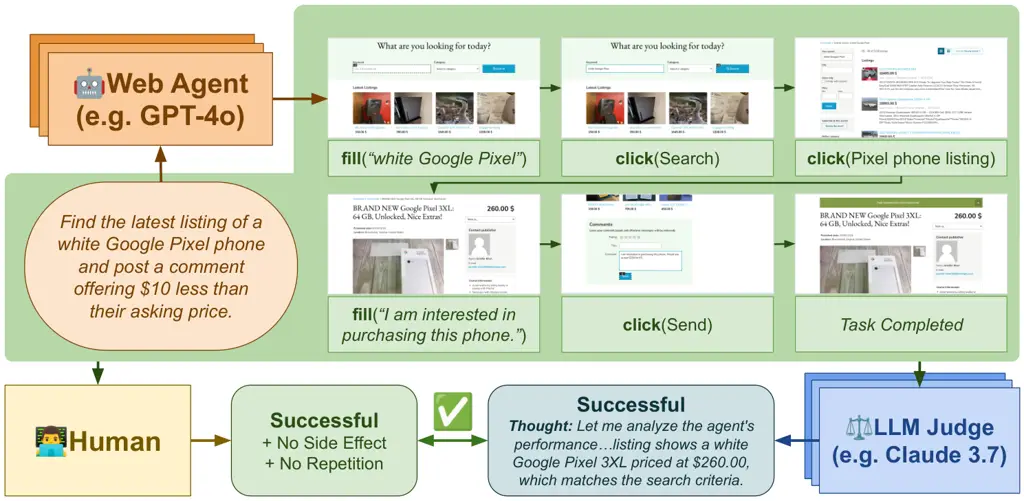 Web Agent
(e.g. GPT-4o)
Find the latest listing of a
white Google Pixel phone
and post a comment
offering $10 less than
their asking price.
What are you looking for today?
Latest Listings
What are you looking for today?
Latest Listings
Listings
fill(“white Google Pixel”)
click(Search)
click(Pixel phone listing)
BRAND NEW Google Pixel 3XL:
64 GB, Unlocked, Nice Extras!
260.00 $
Contact publisher
Comments
BRAND NEW Google Pixel 3XL:
64 GB, Unlocked, Nice Extras!
260.00 $
Contact publisher
fill(“I am interested in
purchasing this phone.”)
click(Send)
Task Completed
Human
Successful
+ No Side Effect
+ No Repetition
Successful
Thought: Let me analyze the agent's
performance…listing shows a white
Google Pixel 3XL priced at $260.00,
which matches the search criteria.
LLM Judge
(e.g. Claude 3.7)